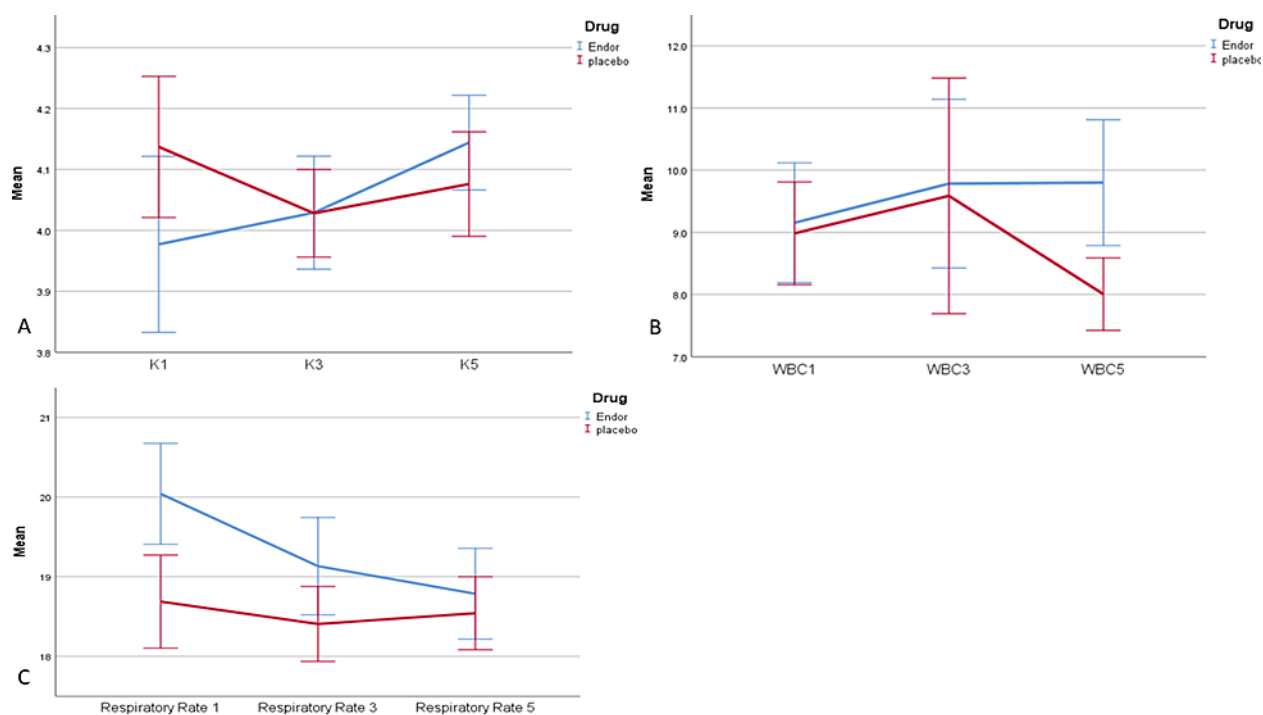 Drug
Endor
placebo
4.3
4.2
4.1
4.0
3.9
3.8
Mean
K1 K3 K5
A
Drug
Endor
placebo
12.0
11.0
10.0
9.0
8.0
7.0
Mean
WBC1 WBC3 WBC5
B
Drug
Endor
placebo
21
20
19
18
Mean
Respiratory Rate 1 Respiratory Rate 3 Respiratory Rate 5
C